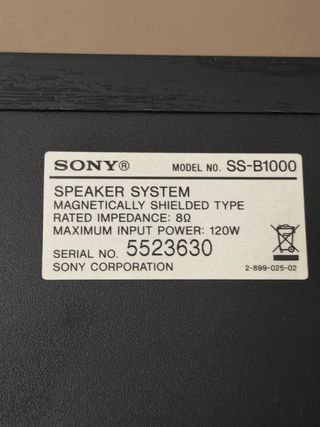 SONY® MODEL NO. SS-B1000
SPEAKER SYSTEM
MAGNETICALLY SHIELDED TYPE
RATED IMPEDANCE: 8Ω
MAXIMUM INPUT POWER: 120W
SERIAL NO. 5523630
SONY CORPORATION 2-899-025-02